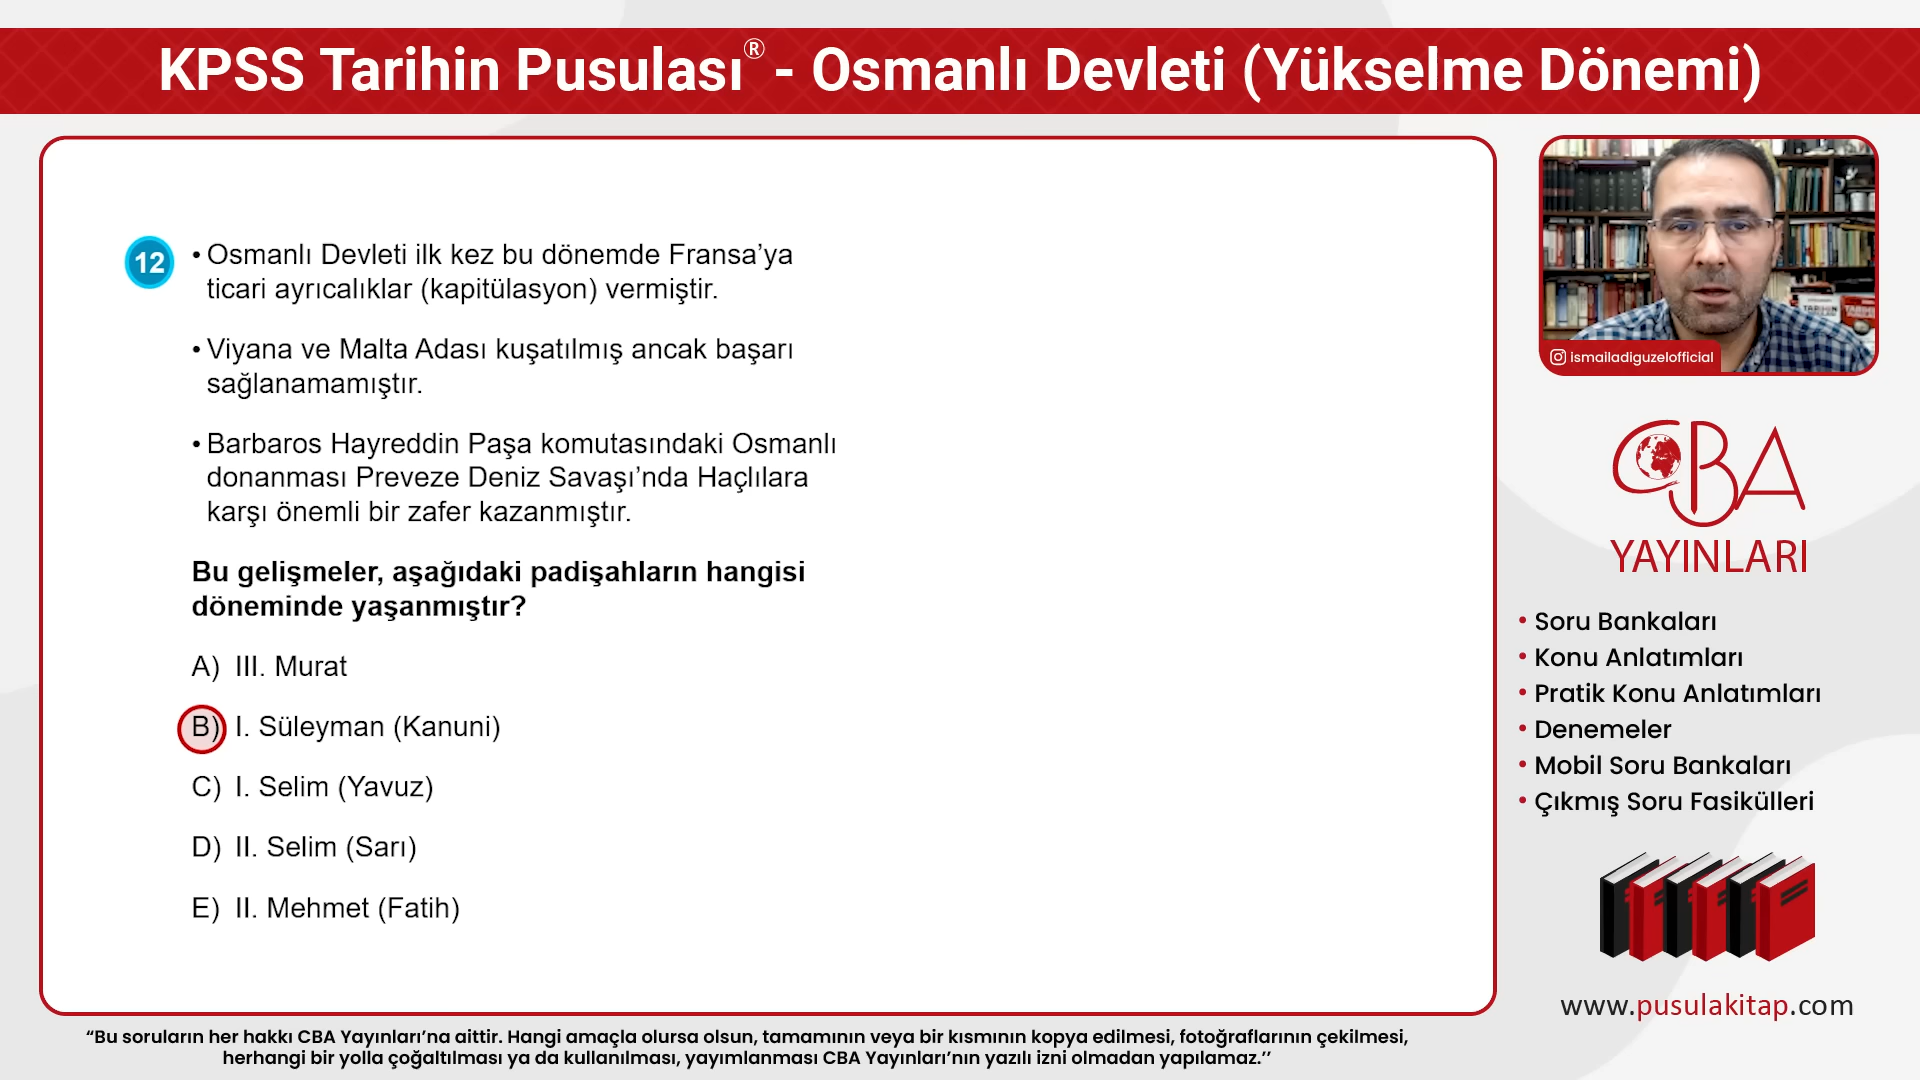 KPSS Tarihin Pusulası® - Osmanlı Devleti (Yükselme Dönemi)
12
• Osmanlı Devleti ilk kez bu dönemde Fransa’ya
ticari ayrıcalıklar (kapitülasyon) vermiştir.
• Viyana ve Malta Adası kuşatılmış ancak başarı
sağlanamamıştır.
• Barbaros Hayreddin Paşa komutasındaki Osmanlı
donanması Preveze Deniz Savaşı’nda Haçlılara
karşı önemli bir zafer kazanmıştır.
Bu gelişmeler, aşağıdaki padişahların hangisi
döneminde yaşanmıştır?
A) III. Murat
B) I. Süleyman (Kanuni)
C) I. Selim (Yavuz)
D) II. Selim (Sarı)
E) II. Mehmet (Fatih)
ismailadiguzelofficial
CBA
YAYINLARI
• Soru Bankaları
• Konu Anlatımları
• Pratik Konu Anlatımları
• Denemeler
• Mobil Soru Bankaları
• Çıkmış Soru Fasikülleri
www.pusulakitap.com
“Bu soruların her hakkı CBA Yayınları’na aittir. Hangi amaçla olursa olsun, tamamının veya bir kısmının kopya edilmesi, fotoğraflarının çekilmesi,
herhangi bir yolla çoğaltılması ya da kullanılması, yayımlanması CBA Yayınları’nın yazılı izni olmadan yapılamaz.’’